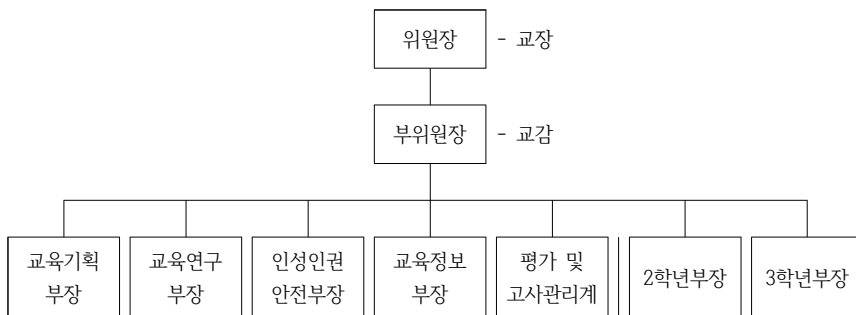 위원장 - 교장
부위원장 - 교감
교육기획
부장
교육연구
부장
인성인권
안전부장
교육정보
부장
평가 및
고사관리계
2학년부장
3학년부장